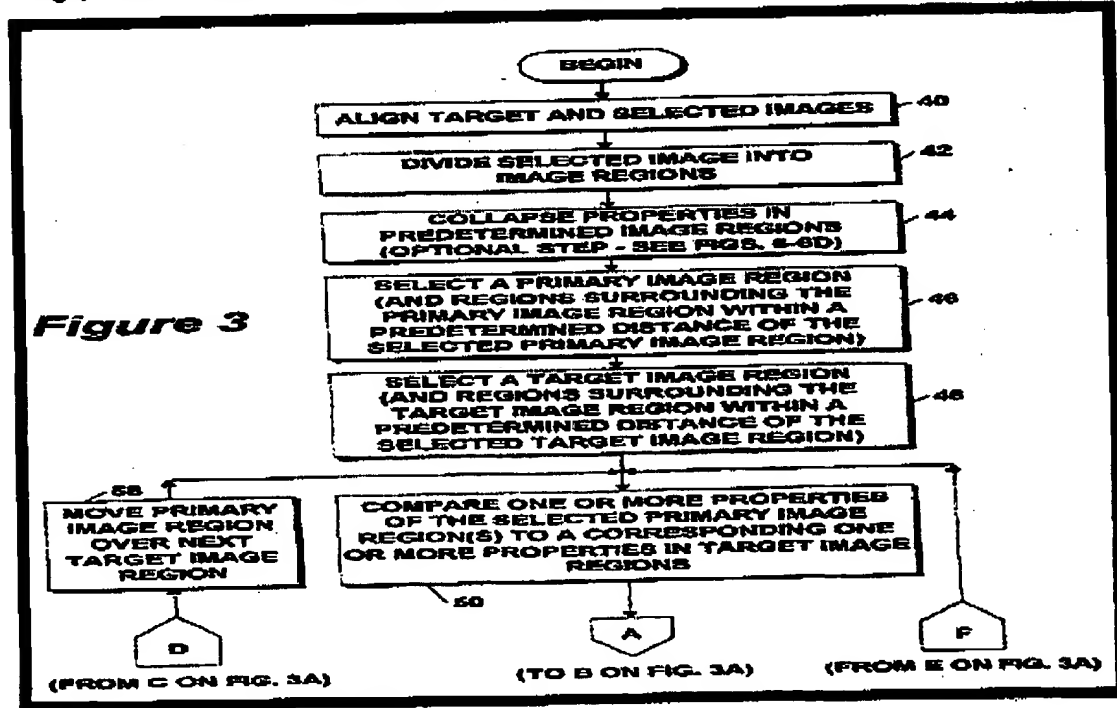 BEGIN
ALIGN TARGET AND SELECTED IMAGES
40
DIVIDE SELECTED IMAGE INTO
IMAGE REGIONS
42
COLLAPSE PROPERTIES IN
PREDETERMINED IMAGE REGIONS
(OPTIONAL STEP - SEE FIGS. 6-6D)
44
SELECT A PRIMARY IMAGE REGION
(AND REGIONS SURROUNDING THE
PRIMARY IMAGE REGION WITHIN A
PREDETERMINED DISTANCE OF THE
SELECTED PRIMARY IMAGE REGION)
46
Figure 3
SELECT A TARGET IMAGE REGION
(AND REGIONS SURROUNDING THE
TARGET IMAGE REGION WITHIN A
PREDETERMINED DISTANCE OF THE
SELECTED TARGET IMAGE REGION)
48
58
MOVE PRIMARY
IMAGE REGION
OVER NEXT
TARGET IMAGE
REGION
COMPARE ONE OR MORE PROPERTIES
OF THE SELECTED PRIMARY IMAGE
REGION(S) TO A CORRESPONDING ONE
OR MORE PROPERTIES IN TARGET IMAGE
REGIONS
50
D
A
F
(FROM C ON FIG. 3A)
(TO B ON FIG. 3A)
(FROM E ON FIG. 3A)